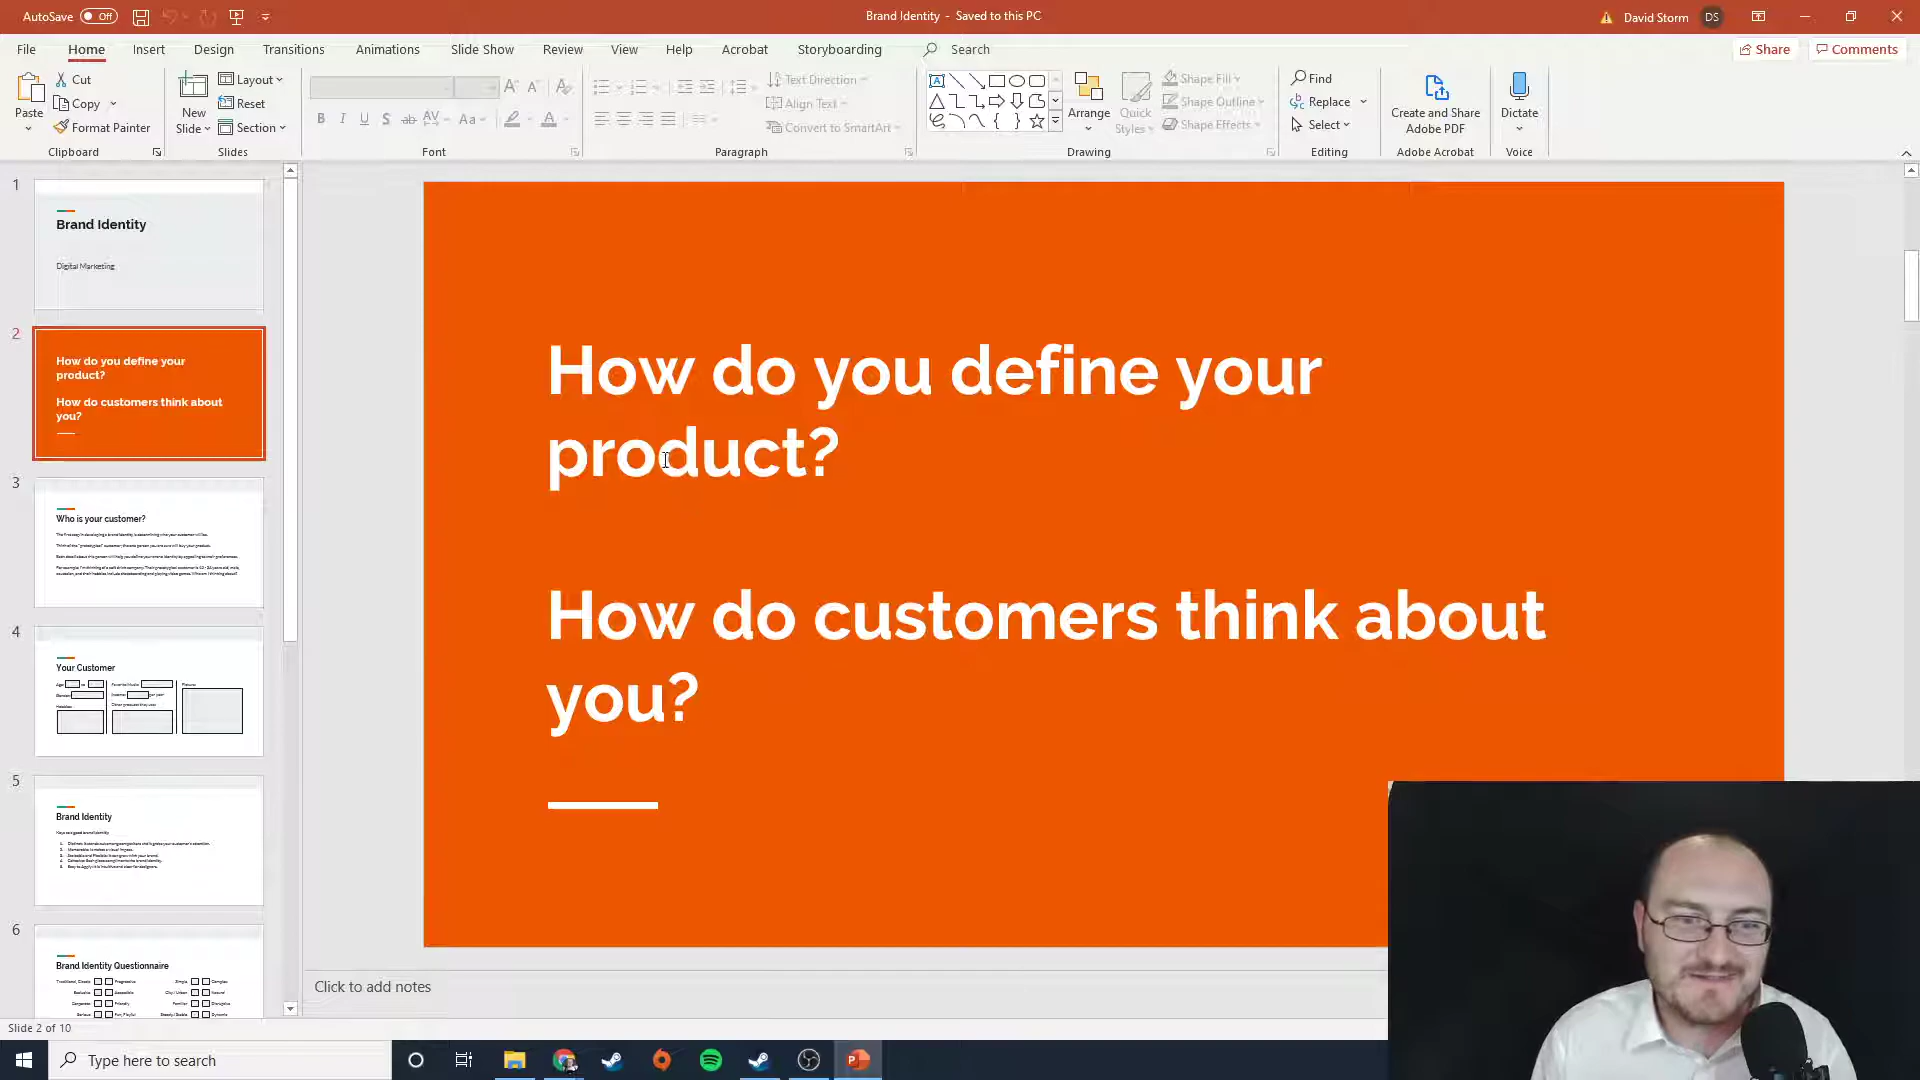 AutoSave Off
Brand Identity - Saved to this PC
David Storm DS
File Home Insert Design Transitions Animations Slide Show Review View Help Acrobat Storyboarding Search
Share Comments
Paste
Cut
Copy
Format Painter
Clipboard
New Slide
Layout
Reset
Section
Slides
Font
Text Direction
Align Text
Convert to SmartArt
Paragraph
Arrange
Quick Styles
Shape Fill
Shape Outline
Shape Effects
Drawing
Find
Replace
Select
Editing
Create and Share
Adobe PDF
Adobe Acrobat
Dictate
Voice
1
Brand Identity
Digital Marketing
2
How do you define your
product?
How do customers think about
you?
3
Who is your customer?
4
Your Customer
5
Brand Identity
6
Brand Identity Questionnaire
How do you define your
product?
How do customers think about
you?
Click to add notes
Slide 2 of 10
Type here to search